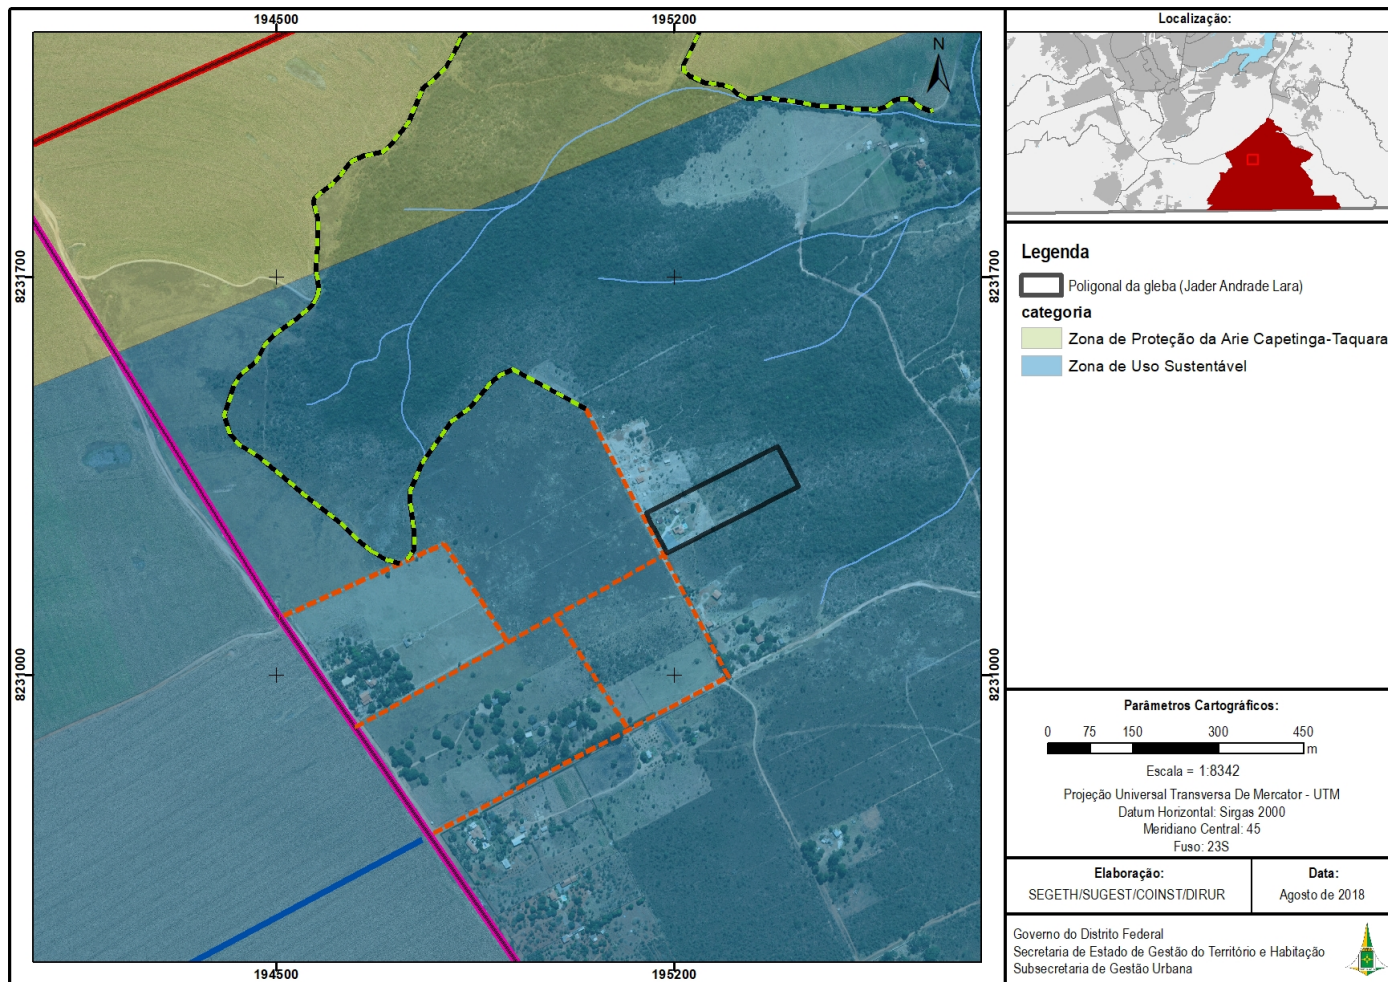 194500
195200
N
8231700
8231700
8231000
8231000
194500
195200
Localização:
Legenda
Poligonal da gleba (Jader Andrade Lara)
categoria
Zona de Proteção da Arie Capetinga-Taquara
Zona de Uso Sustentável
Parâmetros Cartográficos:
0 75 150 300 450
m
Escala = 1:8342
Projeção Universal Transversa De Mercator - UTM
Datum Horizontal: Sirgas 2000
Meridiano Central: 45
Fuso: 23S
Elaboração:
SEGETH/SUGEST/COINST/DIRUR
Data:
Agosto de 2018
Governo do Distrito Federal
Secretaria de Estado de Gestão do Território e Habitação
Subsecretaria de Gestão Urbana